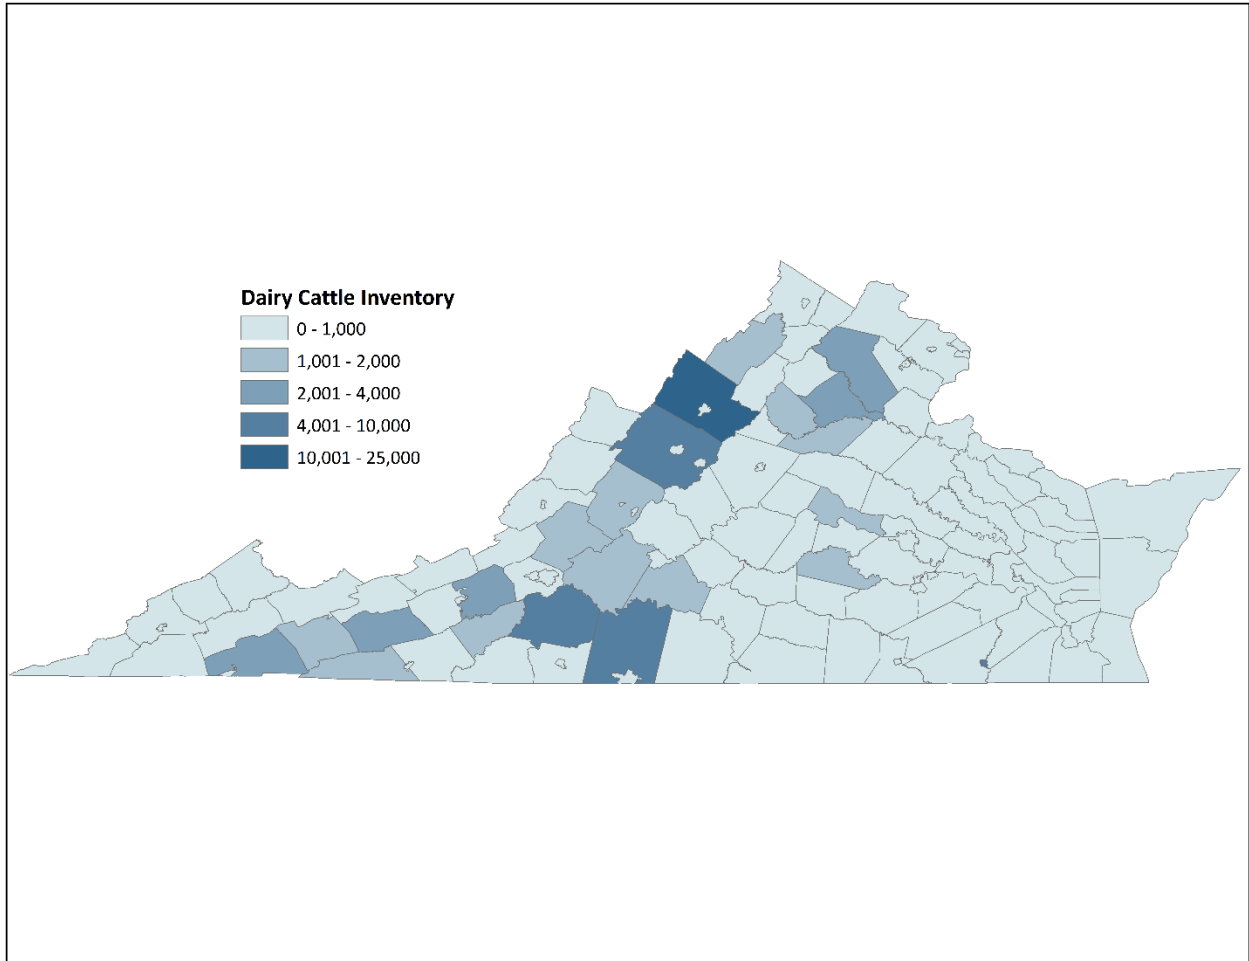 Dairy Cattle Inventory
0 - 1,000
1,001 - 2,000
2,001 - 4,000
4,001 - 10,000
10,001 - 25,000